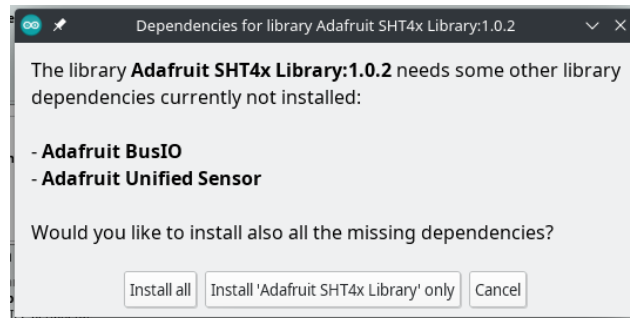 Dependencies for library Adafruit SHT4x Library:1.0.2
The library Adafruit SHT4x Library:1.0.2 needs some other library
dependencies currently not installed:
- Adafruit BusIO
- Adafruit Unified Sensor
Would you like to install also all the missing dependencies?
Install all
Install 'Adafruit SHT4x Library' only
Cancel